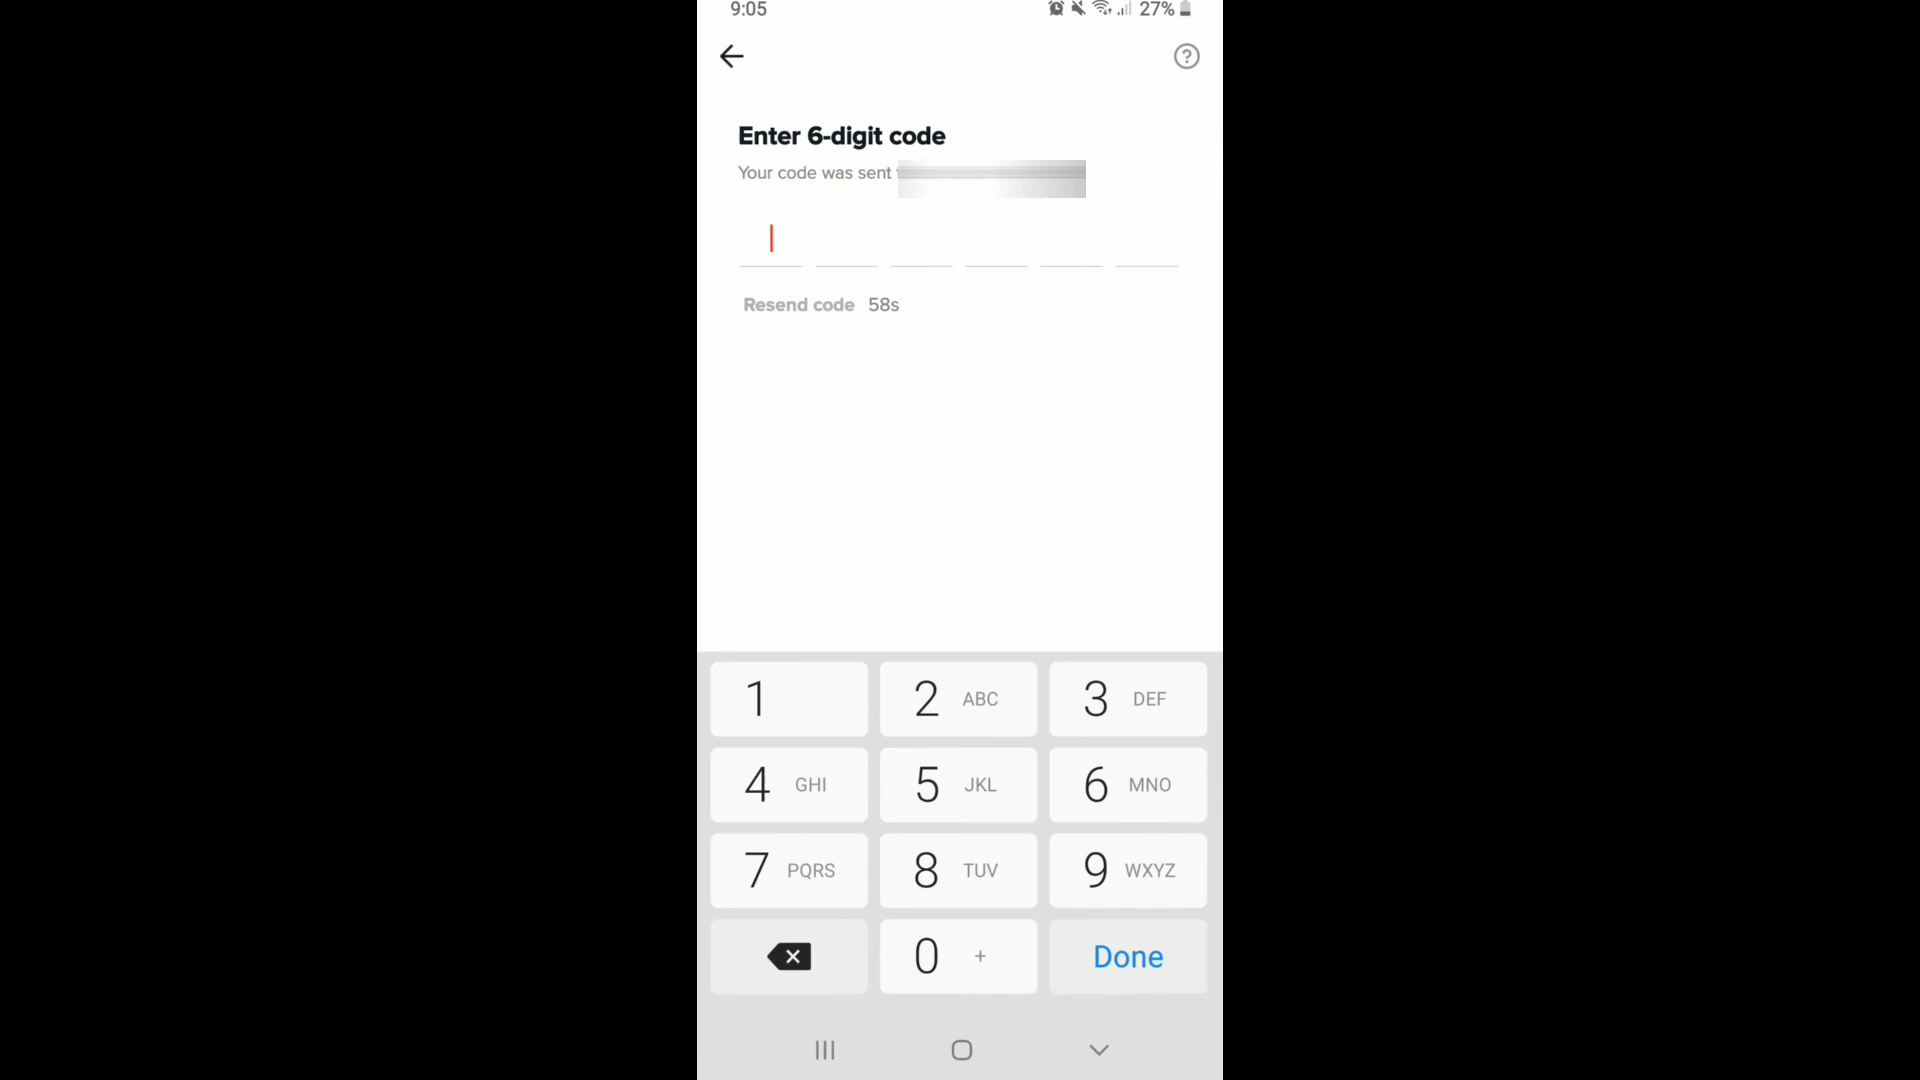 9:05
27%
?
Enter 6-digit code
Your code was sent
Resend code 58s
1
2 ABC
3 DEF
4 GHI
5 JKL
6 MNO
7 PQRS
8 TUV
9 WXYZ
0 +
Done